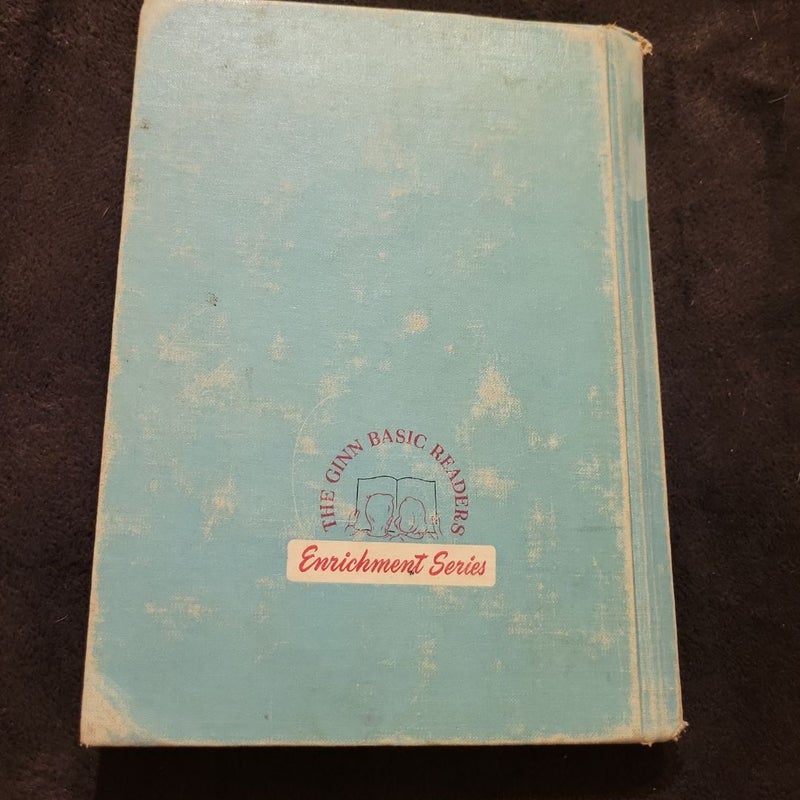 THE GINN BASIC READERS
Enrichment Series